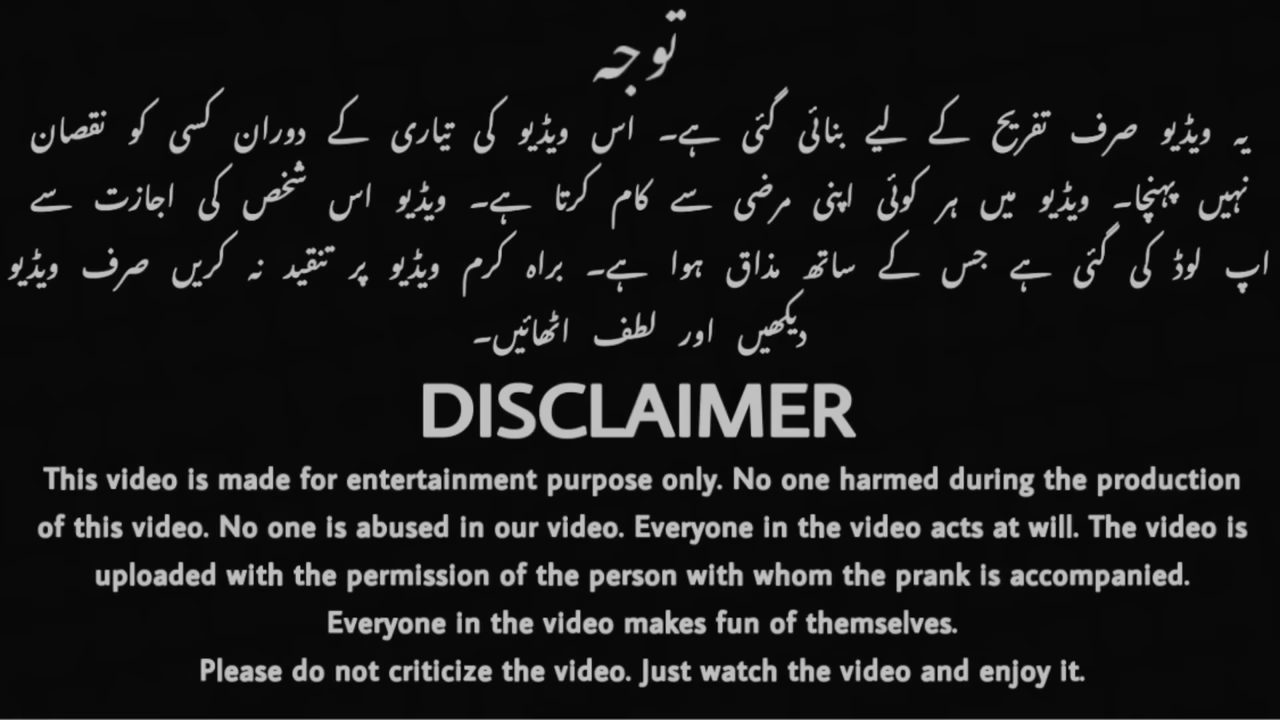 توجہ
یہ ویڈیو صرف تفریح کے لیے بنائی گئی ہے۔ اس ویڈیو کی تیاری کے دوران کسی کو نقصان
نہیں پہنچا۔ ویڈیو میں ہر کوئی اپنی مرضی سے کام کرتا ہے۔ ویڈیو اس شخص کی اجازت سے
اپ لوڈ کی گئی ہے جس کے ساتھ مذاق ہوا ہے۔ براہ کرم ویڈیو پر تنقید نہ کریں صرف ویڈیو
دیکھیں اور لطف اٹھائیں۔
DISCLAIMER
This video is made for entertainment purpose only. No one harmed during the production
of this video. No one is abused in our video. Everyone in the video acts at will. The video is
uploaded with the permission of the person with whom the prank is accompanied.
Everyone in the video makes fun of themselves.
Please do not criticize the video. Just watch the video and enjoy it.